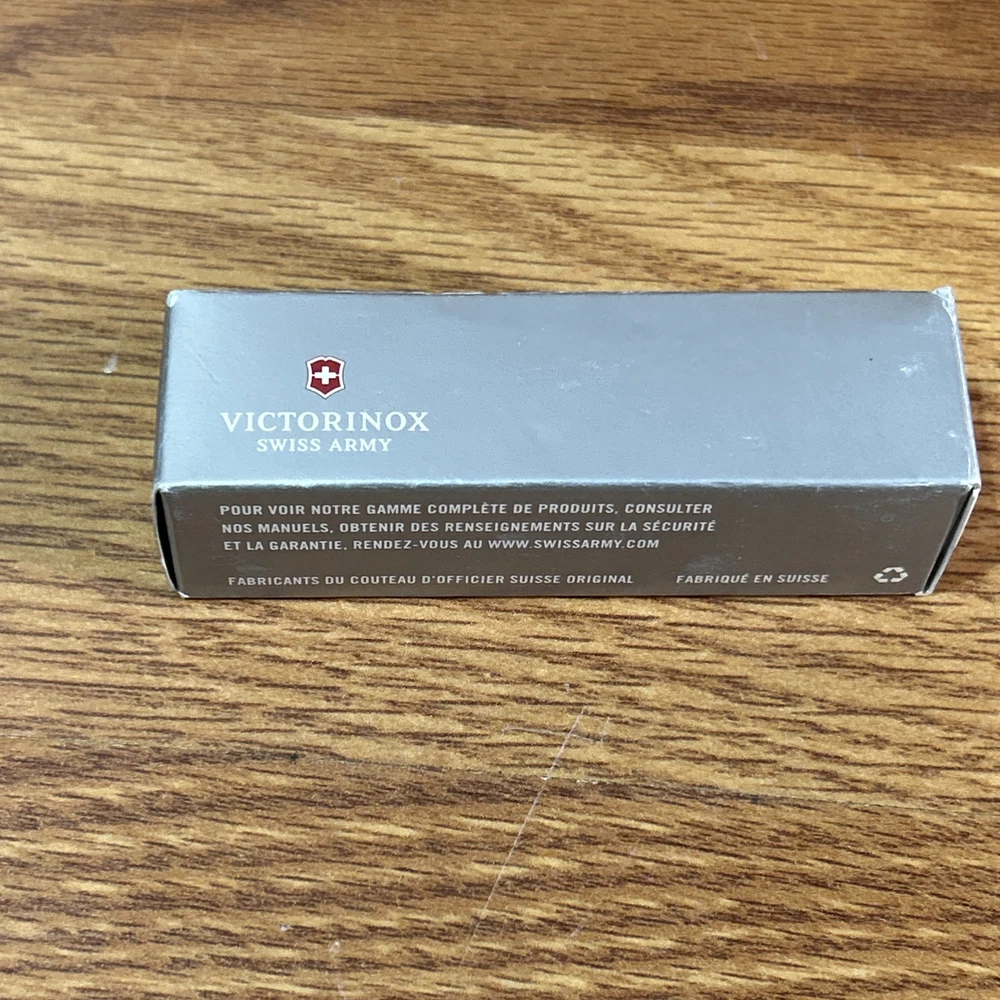 VICTORINOX
SWISS ARMY
POUR VOIR NOTRE GAMME COMPLÈTE DE PRODUITS, CONSULTER
NOS MANUELS, OBTENIR DES RENSEIGNEMENTS SUR LA SÉCURITÉ
ET LA GARANTIE, RENDEZ-VOUS AU WWW.SWISSARMY.COM
FABRICANTS DU COUTEAU D'OFFICIER SUISSE ORIGINAL FABRIQUÉ EN SUISSE